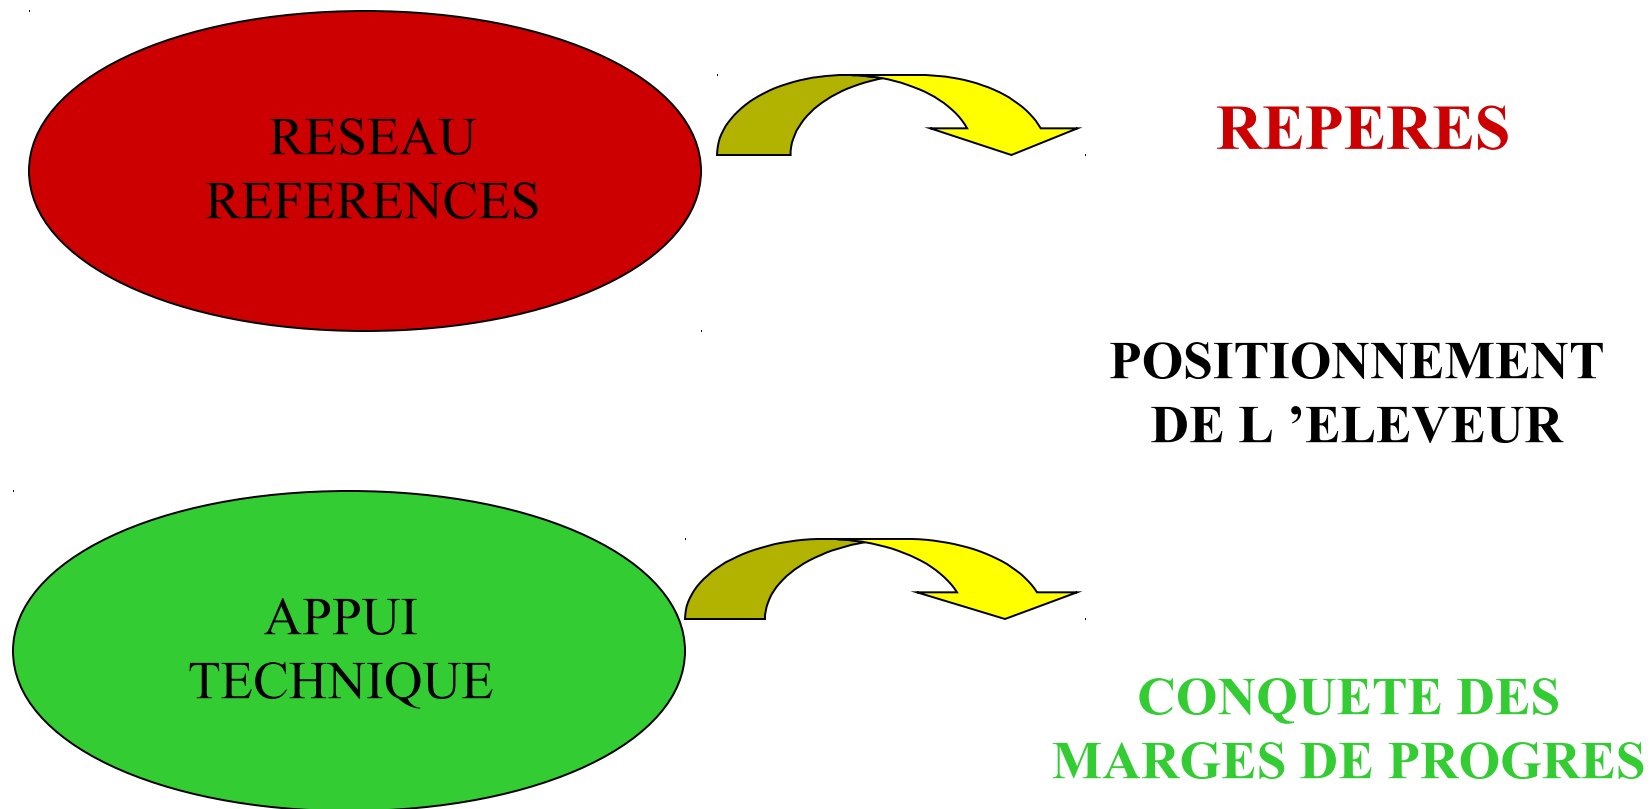 RESEAU
REFERENCES
REPERES
POSITIONNEMENT
DE L ’ELEVEUR
APPUI
TECHNIQUE
CONQUETE DES
MARGES DE PROGRES